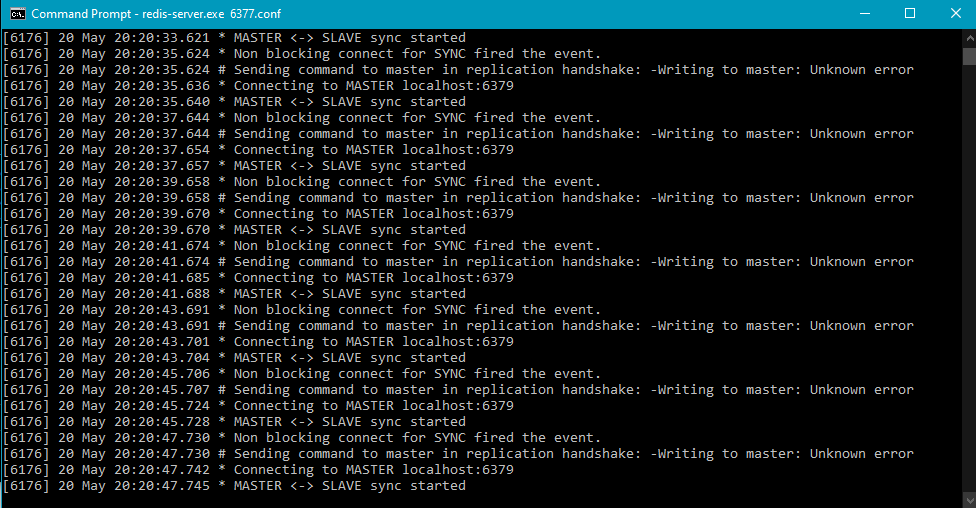 Command Prompt - redis-server.exe 6377.conf
[6176] 20 May 20:20:33.621 * MASTER <-> SLAVE sync started
[6176] 20 May 20:20:35.624 * Non blocking connect for SYNC fired the event.
[6176] 20 May 20:20:35.624 # Sending command to master in replication handshake: -Writing to master: Unknown error
[6176] 20 May 20:20:35.636 * Connecting to MASTER localhost:6379
[6176] 20 May 20:20:35.640 * MASTER <-> SLAVE sync started
[6176] 20 May 20:20:37.644 * Non blocking connect for SYNC fired the event.
[6176] 20 May 20:20:37.644 # Sending command to master in replication handshake: -Writing to master: Unknown error
[6176] 20 May 20:20:37.654 * Connecting to MASTER localhost:6379
[6176] 20 May 20:20:37.657 * MASTER <-> SLAVE sync started
[6176] 20 May 20:20:39.658 * Non blocking connect for SYNC fired the event.
[6176] 20 May 20:20:39.658 # Sending command to master in replication handshake: -Writing to master: Unknown error
[6176] 20 May 20:20:39.670 * Connecting to MASTER localhost:6379
[6176] 20 May 20:20:39.670 * MASTER <-> SLAVE sync started
[6176] 20 May 20:20:41.674 * Non blocking connect for SYNC fired the event.
[6176] 20 May 20:20:41.674 # Sending command to master in replication handshake: -Writing to master: Unknown error
[6176] 20 May 20:20:41.685 * Connecting to MASTER localhost:6379
[6176] 20 May 20:20:41.688 * MASTER <-> SLAVE sync started
[6176] 20 May 20:20:43.691 * Non blocking connect for SYNC fired the event.
[6176] 20 May 20:20:43.691 # Sending command to master in replication handshake: -Writing to master: Unknown error
[6176] 20 May 20:20:43.701 * Connecting to MASTER localhost:6379
[6176] 20 May 20:20:43.704 * MASTER <-> SLAVE sync started
[6176] 20 May 20:20:45.706 * Non blocking connect for SYNC fired the event.
[6176] 20 May 20:20:45.707 # Sending command to master in replication handshake: -Writing to master: Unknown error
[6176] 20 May 20:20:45.724 * Connecting to MASTER localhost:6379
[6176] 20 May 20:20:45.728 * MASTER <-> SLAVE sync started
[6176] 20 May 20:20:47.730 * Non blocking connect for SYNC fired the event.
[6176] 20 May 20:20:47.730 # Sending command to master in replication handshake: -Writing to master: Unknown error
[6176] 20 May 20:20:47.742 * Connecting to MASTER localhost:6379
[6176] 20 May 20:20:47.745 * MASTER <-> SLAVE sync started